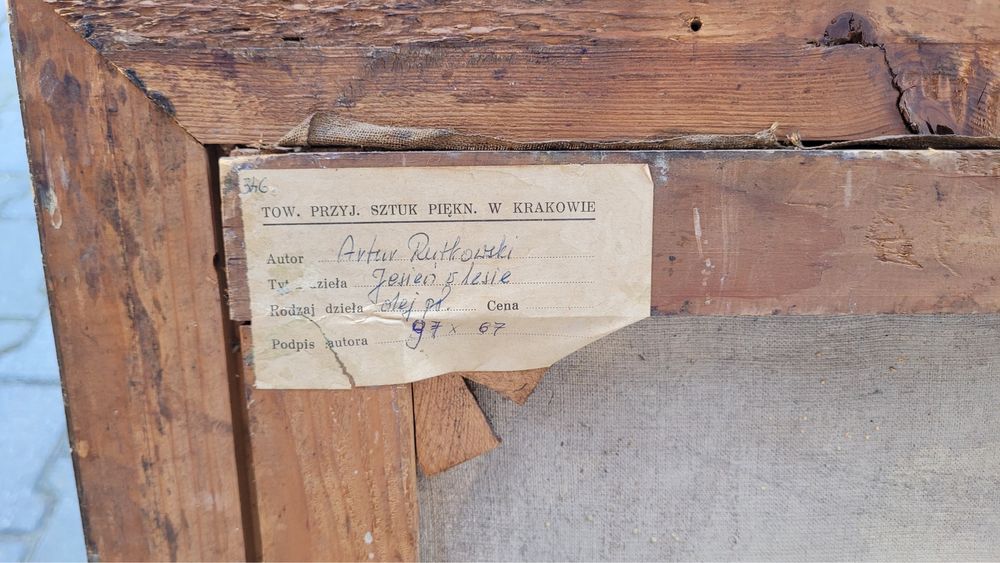 346
TOW. PRZYJ. SZTUK PIĘKN. W KRAKOWIE
Autor Artur Rutkowski
Tyt dzieła Jesień w lesie
Rodzaj dzieła olej pł. Cena
97 x 67
Podpis autora